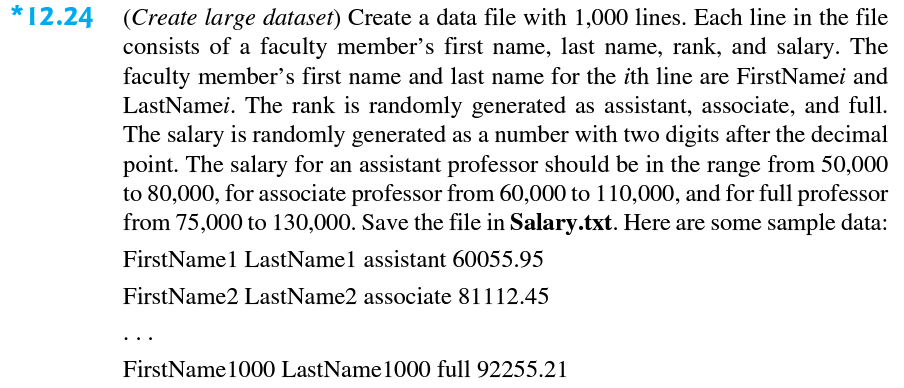 *12.24 (Create large dataset) Create a data file with 1,000 lines. Each line in the file
consists of a faculty member’s first name, last name, rank, and salary. The
faculty member’s first name and last name for the ith line are FirstNamei and
LastNamei. The rank is randomly generated as assistant, associate, and full.
The salary is randomly generated as a number with two digits after the decimal
point. The salary for an assistant professor should be in the range from 50,000
to 80,000, for associate professor from 60,000 to 110,000, and for full professor
from 75,000 to 130,000. Save the file in Salary.txt. Here are some sample data:
FirstName1 LastName1 assistant 60055.95
FirstName2 LastName2 associate 81112.45
. . .
FirstName1000 LastName1000 full 92255.21